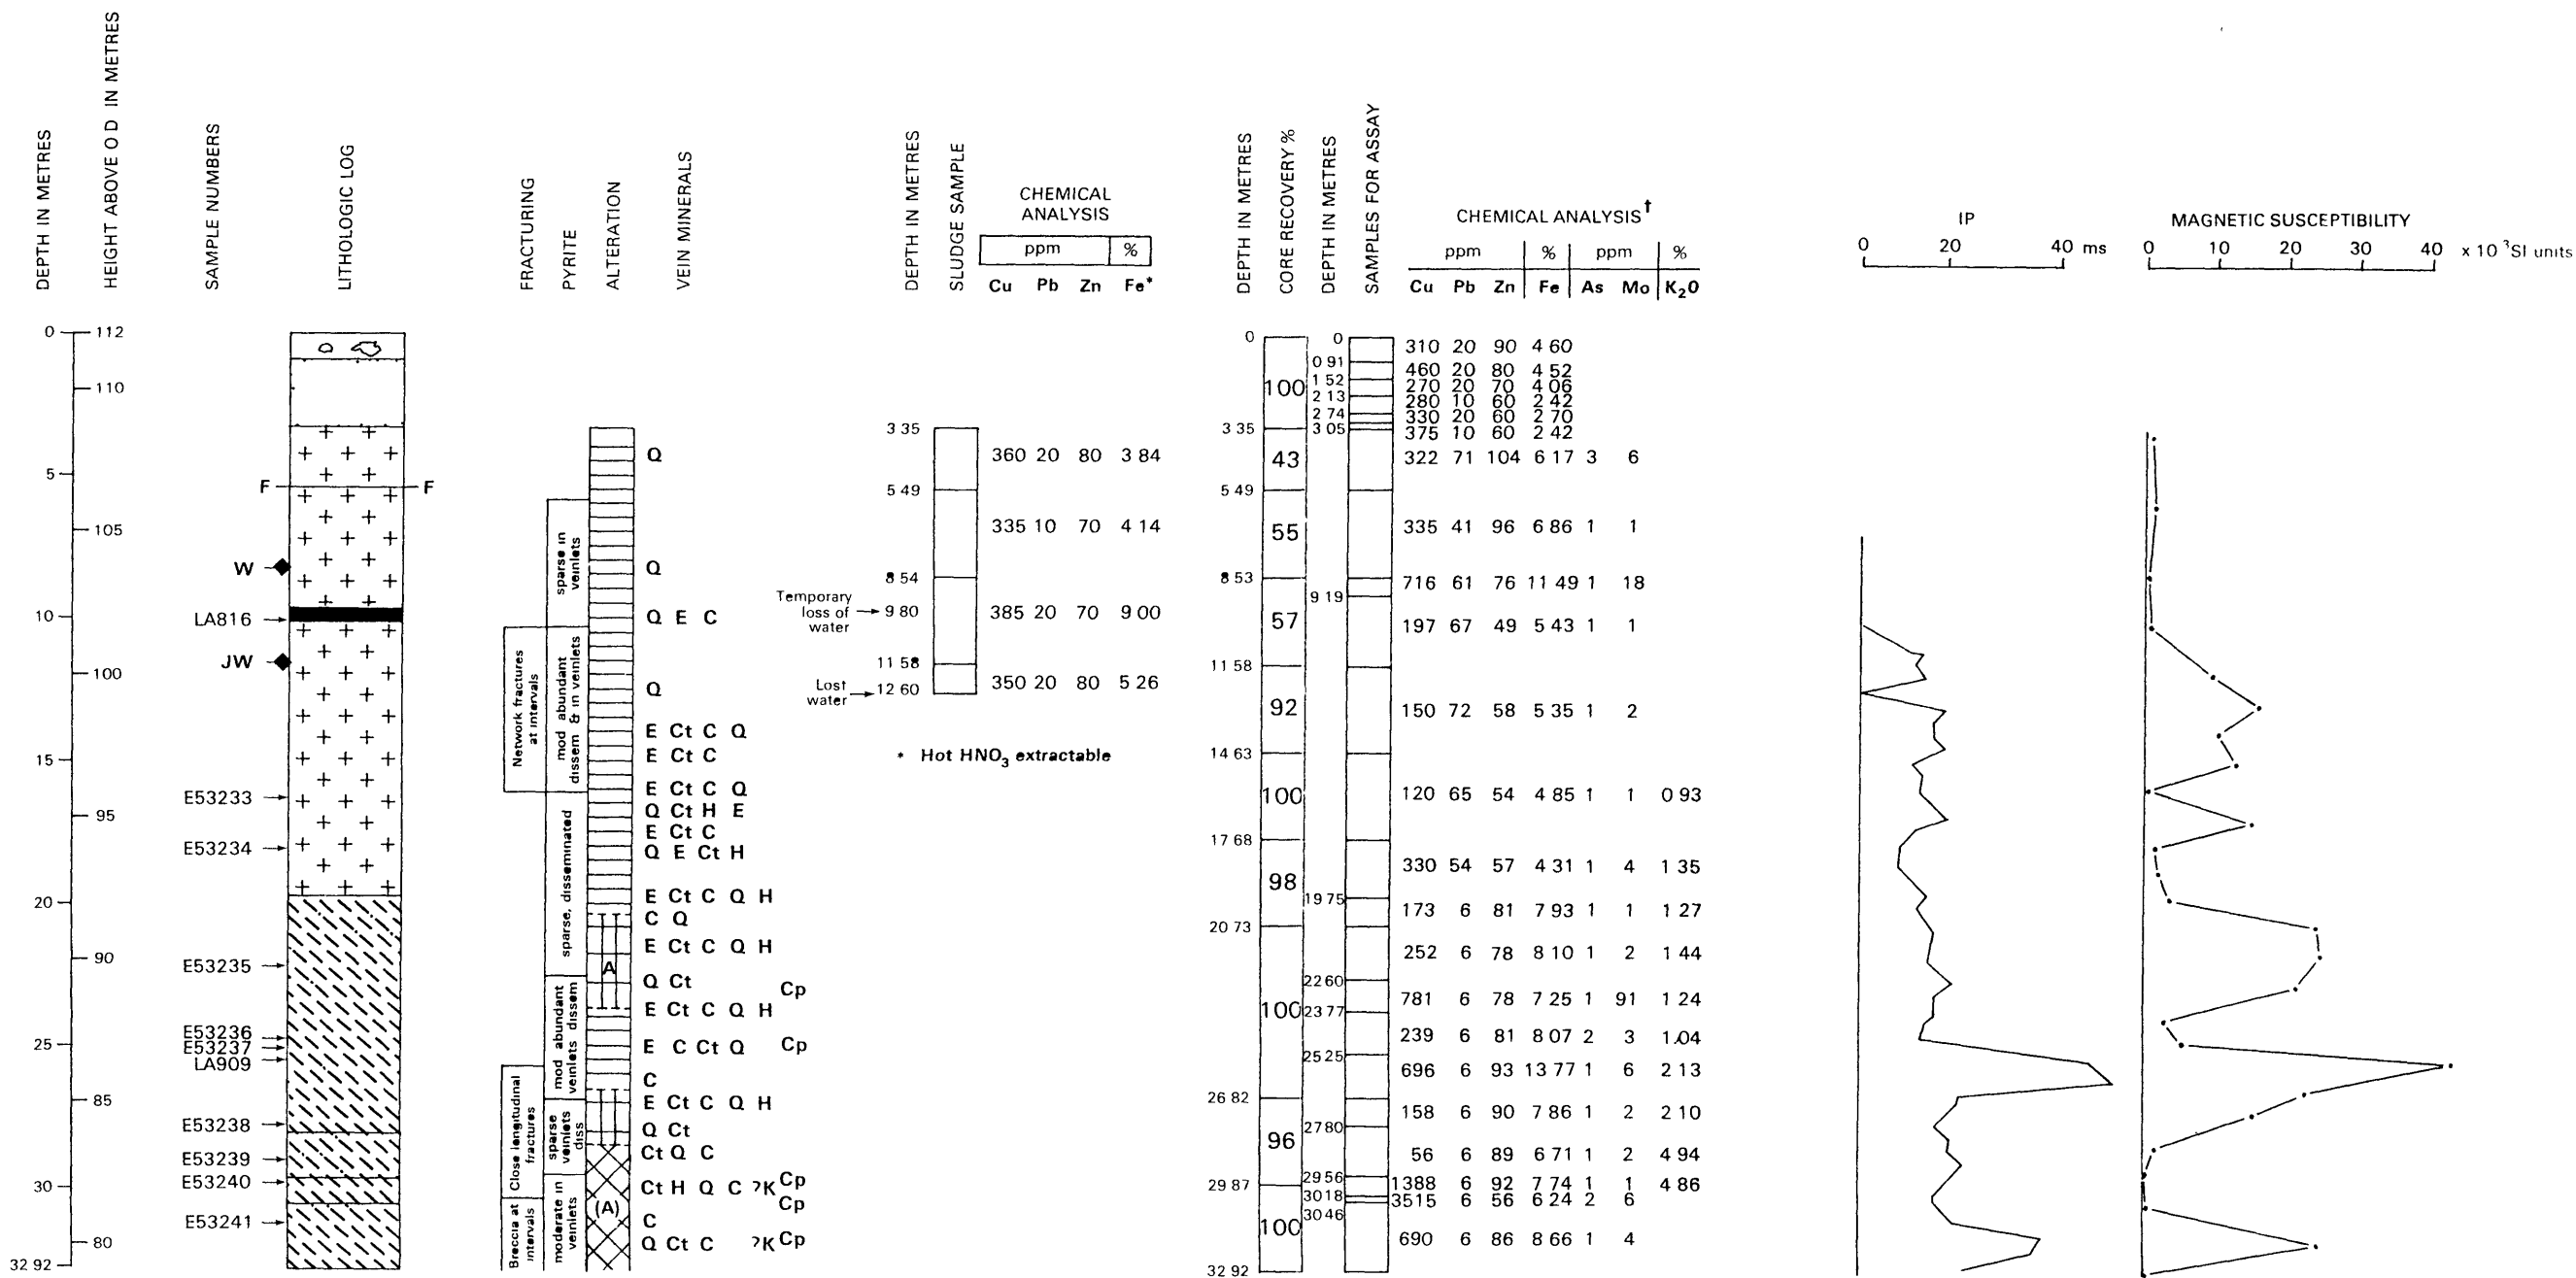 DEPTH IN METRES
HEIGHT ABOVE O D IN METRES
SAMPLE NUMBERS
LITHOLOGIC LOG
FRACTURING
PYRITE
ALTERATION
VEIN MINERALS
DEPTH IN METRES
SLUDGE SAMPLE
CHEMICAL
ANALYSIS
ppm %
Cu Pb Zn Fe*
DEPTH IN METRES
CORE RECOVERY %
DEPTH IN METRES
SAMPLES FOR ASSAY
CHEMICAL ANALYSIS†
ppm % ppm %
Cu Pb Zn Fe As Mo K₂O
IP
0 20 40 ms
MAGNETIC SUSCEPTIBILITY
0 10 20 30 40 x 10³SI units
0
5
10
15
20
25
30
32 92
112
110
105
100
95
90
85
80
F F
W
LA816
JW
E53233
E53234
E53235
E53236
E53237
LA909
E53238
E53239
E53240
E53241
Network fractures
at intervals
Close longitudinal
fractures
Breccia at
intervals
sparse in
veinlets
mod abundant
dissem & in veinlets
sparse, disseminated
mod abundant
veinlets dissem
sparse
veinlets
diss
moderate in
veinlets
A
(A)
Q
Q
Q E C
Q
E Ct C Q
E Ct C
E Ct C Q
Q Ct H E
E Ct C
Q E Ct H
E Ct C Q H
C Q
E Ct C Q H
Q Ct
Cp
E Ct C Q H
E C Ct Q Cp
C
E Ct C Q H
Q Ct
Ct Q C
Ct H Q C ?K Cp
Cp
C
Q Ct C ?K Cp
3 35
5 49
8 54
Temporary
loss of
water
9 80
11 58
Lost
water
12 60
360 20 80 3 84
335 10 70 4 14
385 20 70 9 00
350 20 80 5 26
* Hot HNO₃ extractable
0
3 35
5 49
8 53
11 58
14 63
17 68
20 73
26 82
29 87
32 92
100
43
55
57
92
100
98
100
96
100
0
0 91
1 52
2 13
2 74
3 05
9 19
19 75
22 60
23 77
25 25
27 80
29 56
30 18
30 46
310 20 90 4 60
460 20 80 4 52
270 20 70 4 06
280 10 60 2 42
330 20 60 2 70
375 10 60 2 42
322 71 104 6 17 3 6
335 41 96 6 86 1 1
716 61 76 11 49 1 18
197 67 49 5 43 1 1
150 72 58 5 35 1 2
120 65 54 4 85 1 1 0 93
330 54 57 4 31 1 4 1 35
173 6 81 7 93 1 1 1 27
252 6 78 8 10 1 2 1 44
781 6 78 7 25 1 91 1 24
239 6 81 8 07 2 3 1.04
696 6 93 13 77 1 6 2 13
158 6 90 7 86 1 2 2 10
56 6 89 6 71 1 2 4 94
1388 6 92 7 74 1 1 4 86
3515 6 56 6 24 2 6
690 6 86 8 66 1 4